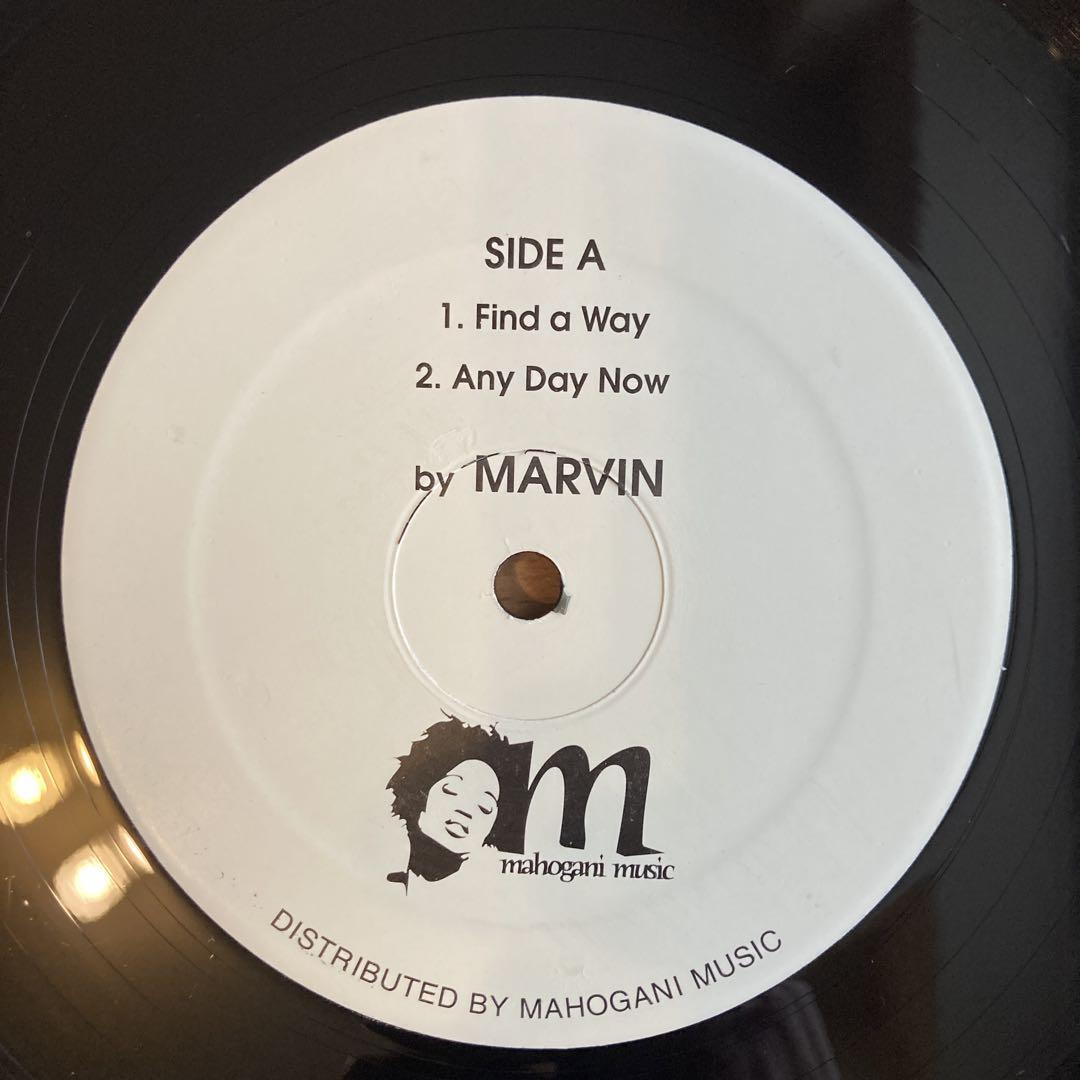 SIDE A
1. Find a Way
2. Any Day Now
by MARVIN
m
mahogani music
DISTRIBUTED BY MAHOGANI MUSIC